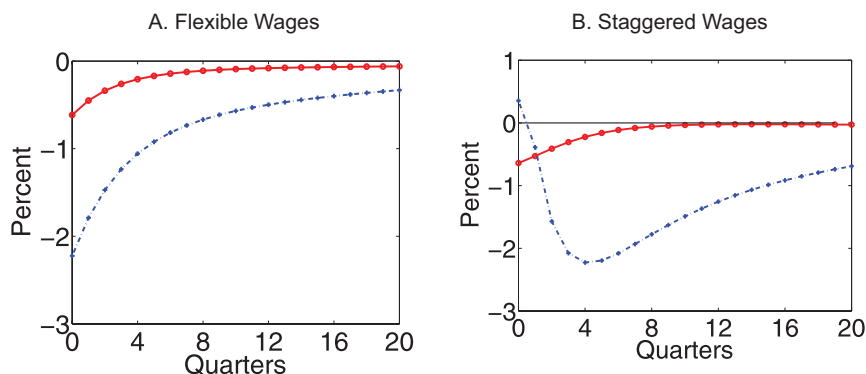 A. Flexible Wages
B. Staggered Wages
Percent
0
−1
−2
−3
0 4 8 12 16 20
Quarters
Percent
1
0
−1
−2
−3
0 4 8 12 16 20
Quarters